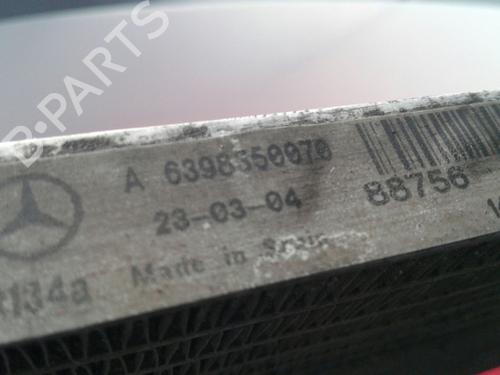 B-PARTS
A 6398350070
88756
23-03-04
R134a
Made in Spain